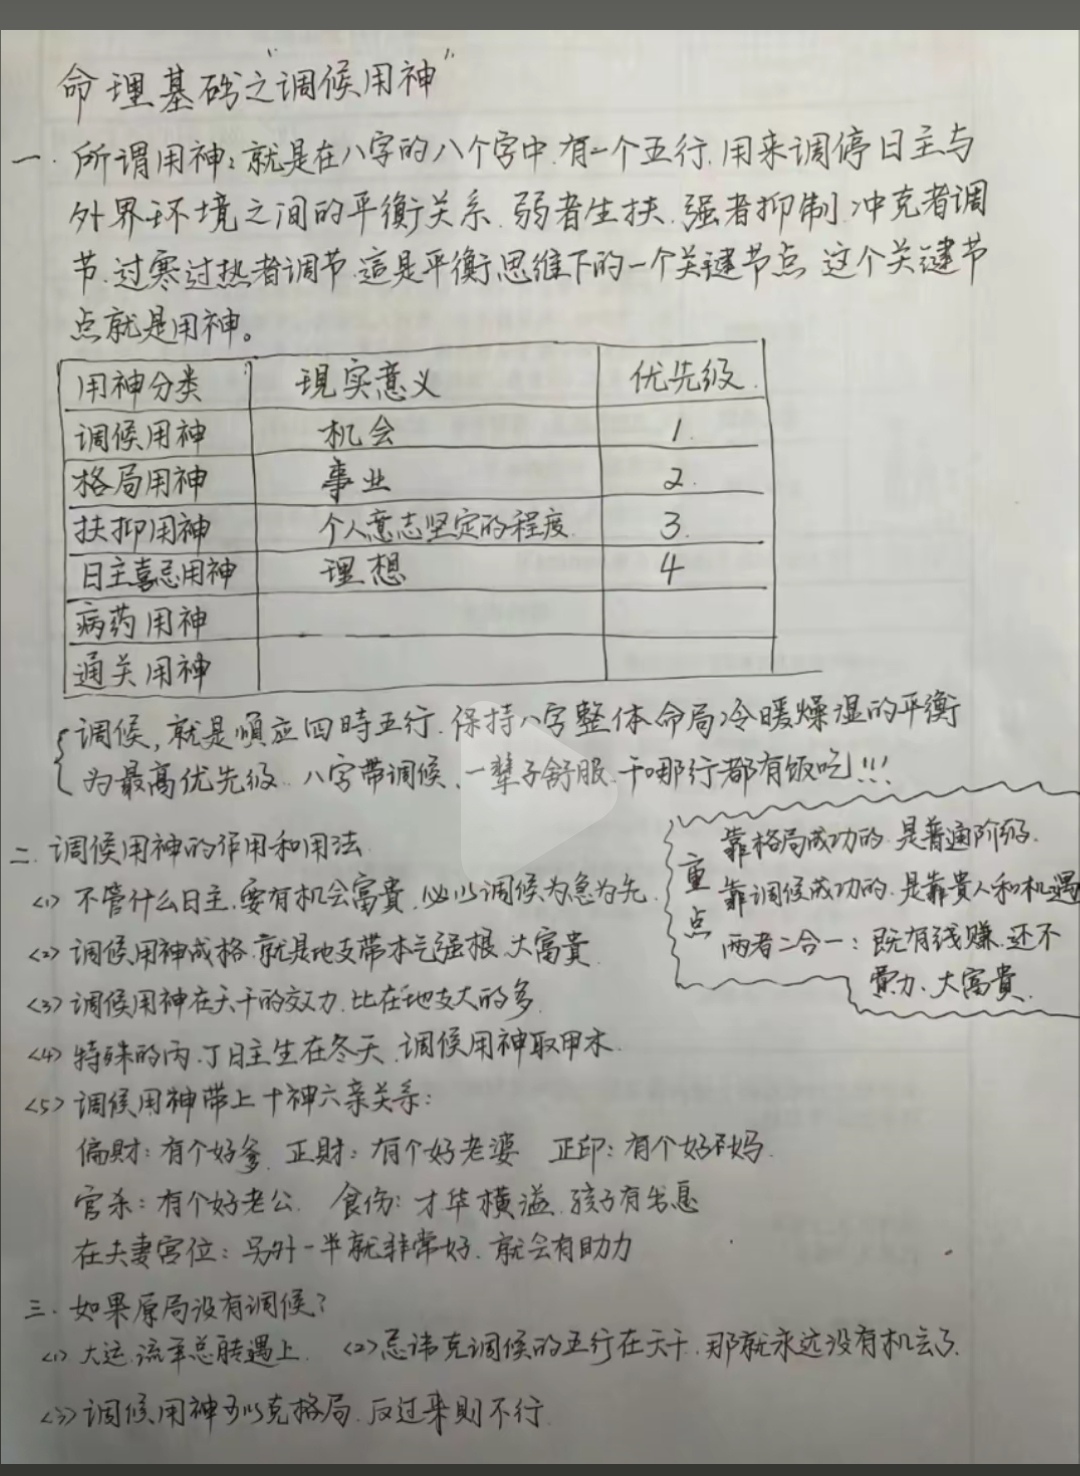 命理基础之"调候用神"
一. 所谓用神:就是在八字的八个字中.有一个五行.用来调停日主与
外界环境之间的平衡关系.弱者生扶.强者抑制.冲克者调
节.过寒过热者调节.這是平衡思维下的一个关键节点 这个关键节
点就是用神。
用神分类 現实意义 优先级.
调候用神 机会 1.
格局用神 事业 2.
扶抑用神 个人意志坚定的程度. 3.
日主喜忌用神 理想 4
病药用神
通关用神
调候,就是順应四時五行.保持八字整体命局冷暖燥湿的平衡
为最高优先级..八字带调候、一辈子舒服.干哪行都有饭吃!!!
二.调候用神的作用和用法.
<1>不管什么日主.要有机会富貴.必以调候为急为先.
<2>调候用神成格.就是地支带本气强根、大富貴.
<3>调候用神在天干的效力.比在地支大的多.
<4>特殊的丙.丁日主生在冬天.调候用神取甲木.
<5>调候用神带上十神六亲关系:
偏財:有个好爹. 正財:有个好老婆 正印:有个好妈.
官杀:有个好老公. 食伤:才华横溢.孩子有出息
在夫妻宫位:另外一半就非常好.就会有助力
重点
靠格局成功的.是普通阶级.
靠调候成功的.是靠貴人和机遇
两者二合一:既有钱赚.还不
费力、大富貴.
三.如果原局没有调候?
<1>大运.流年总能遇上. <2>忌讳克调候的五行在天干.那就永远没有机会了.
<3>调候用神可以克格局.反过来则不行.